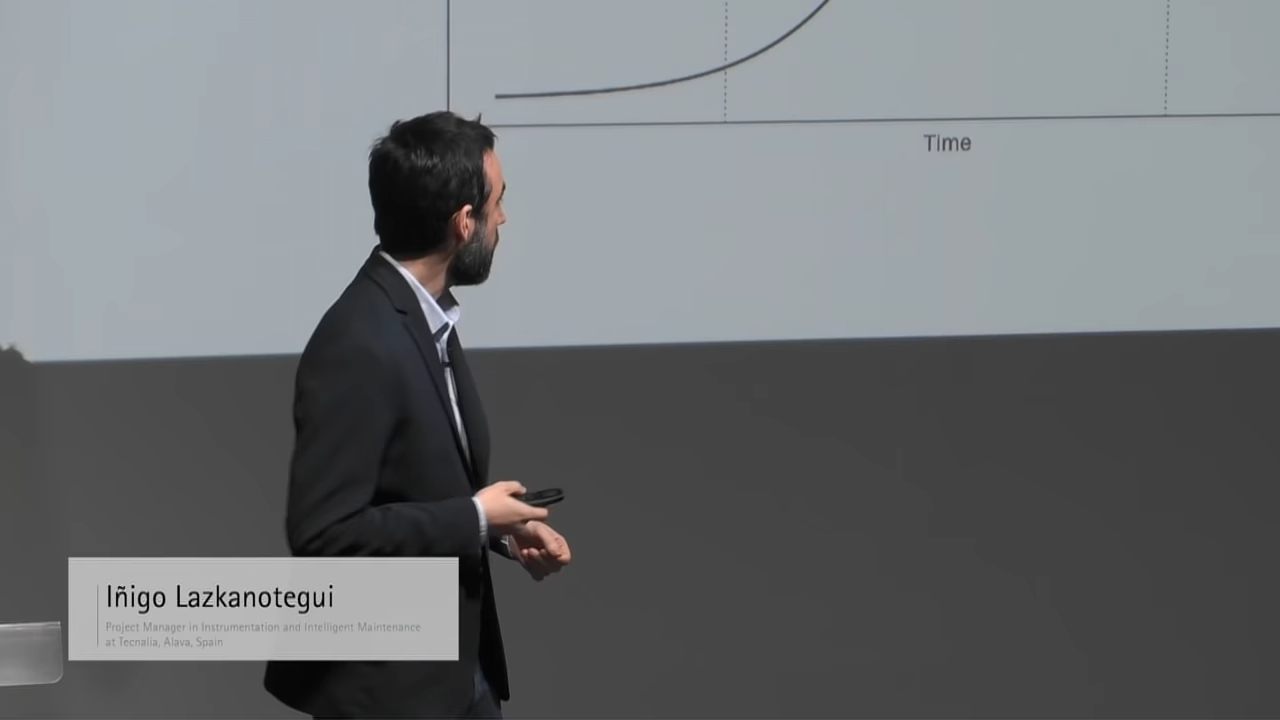 Time
Iñigo Lazkanotegui
Project Manager in Instrumentation and Intelligent Maintenance
at Tecnalia, Alava, Spain